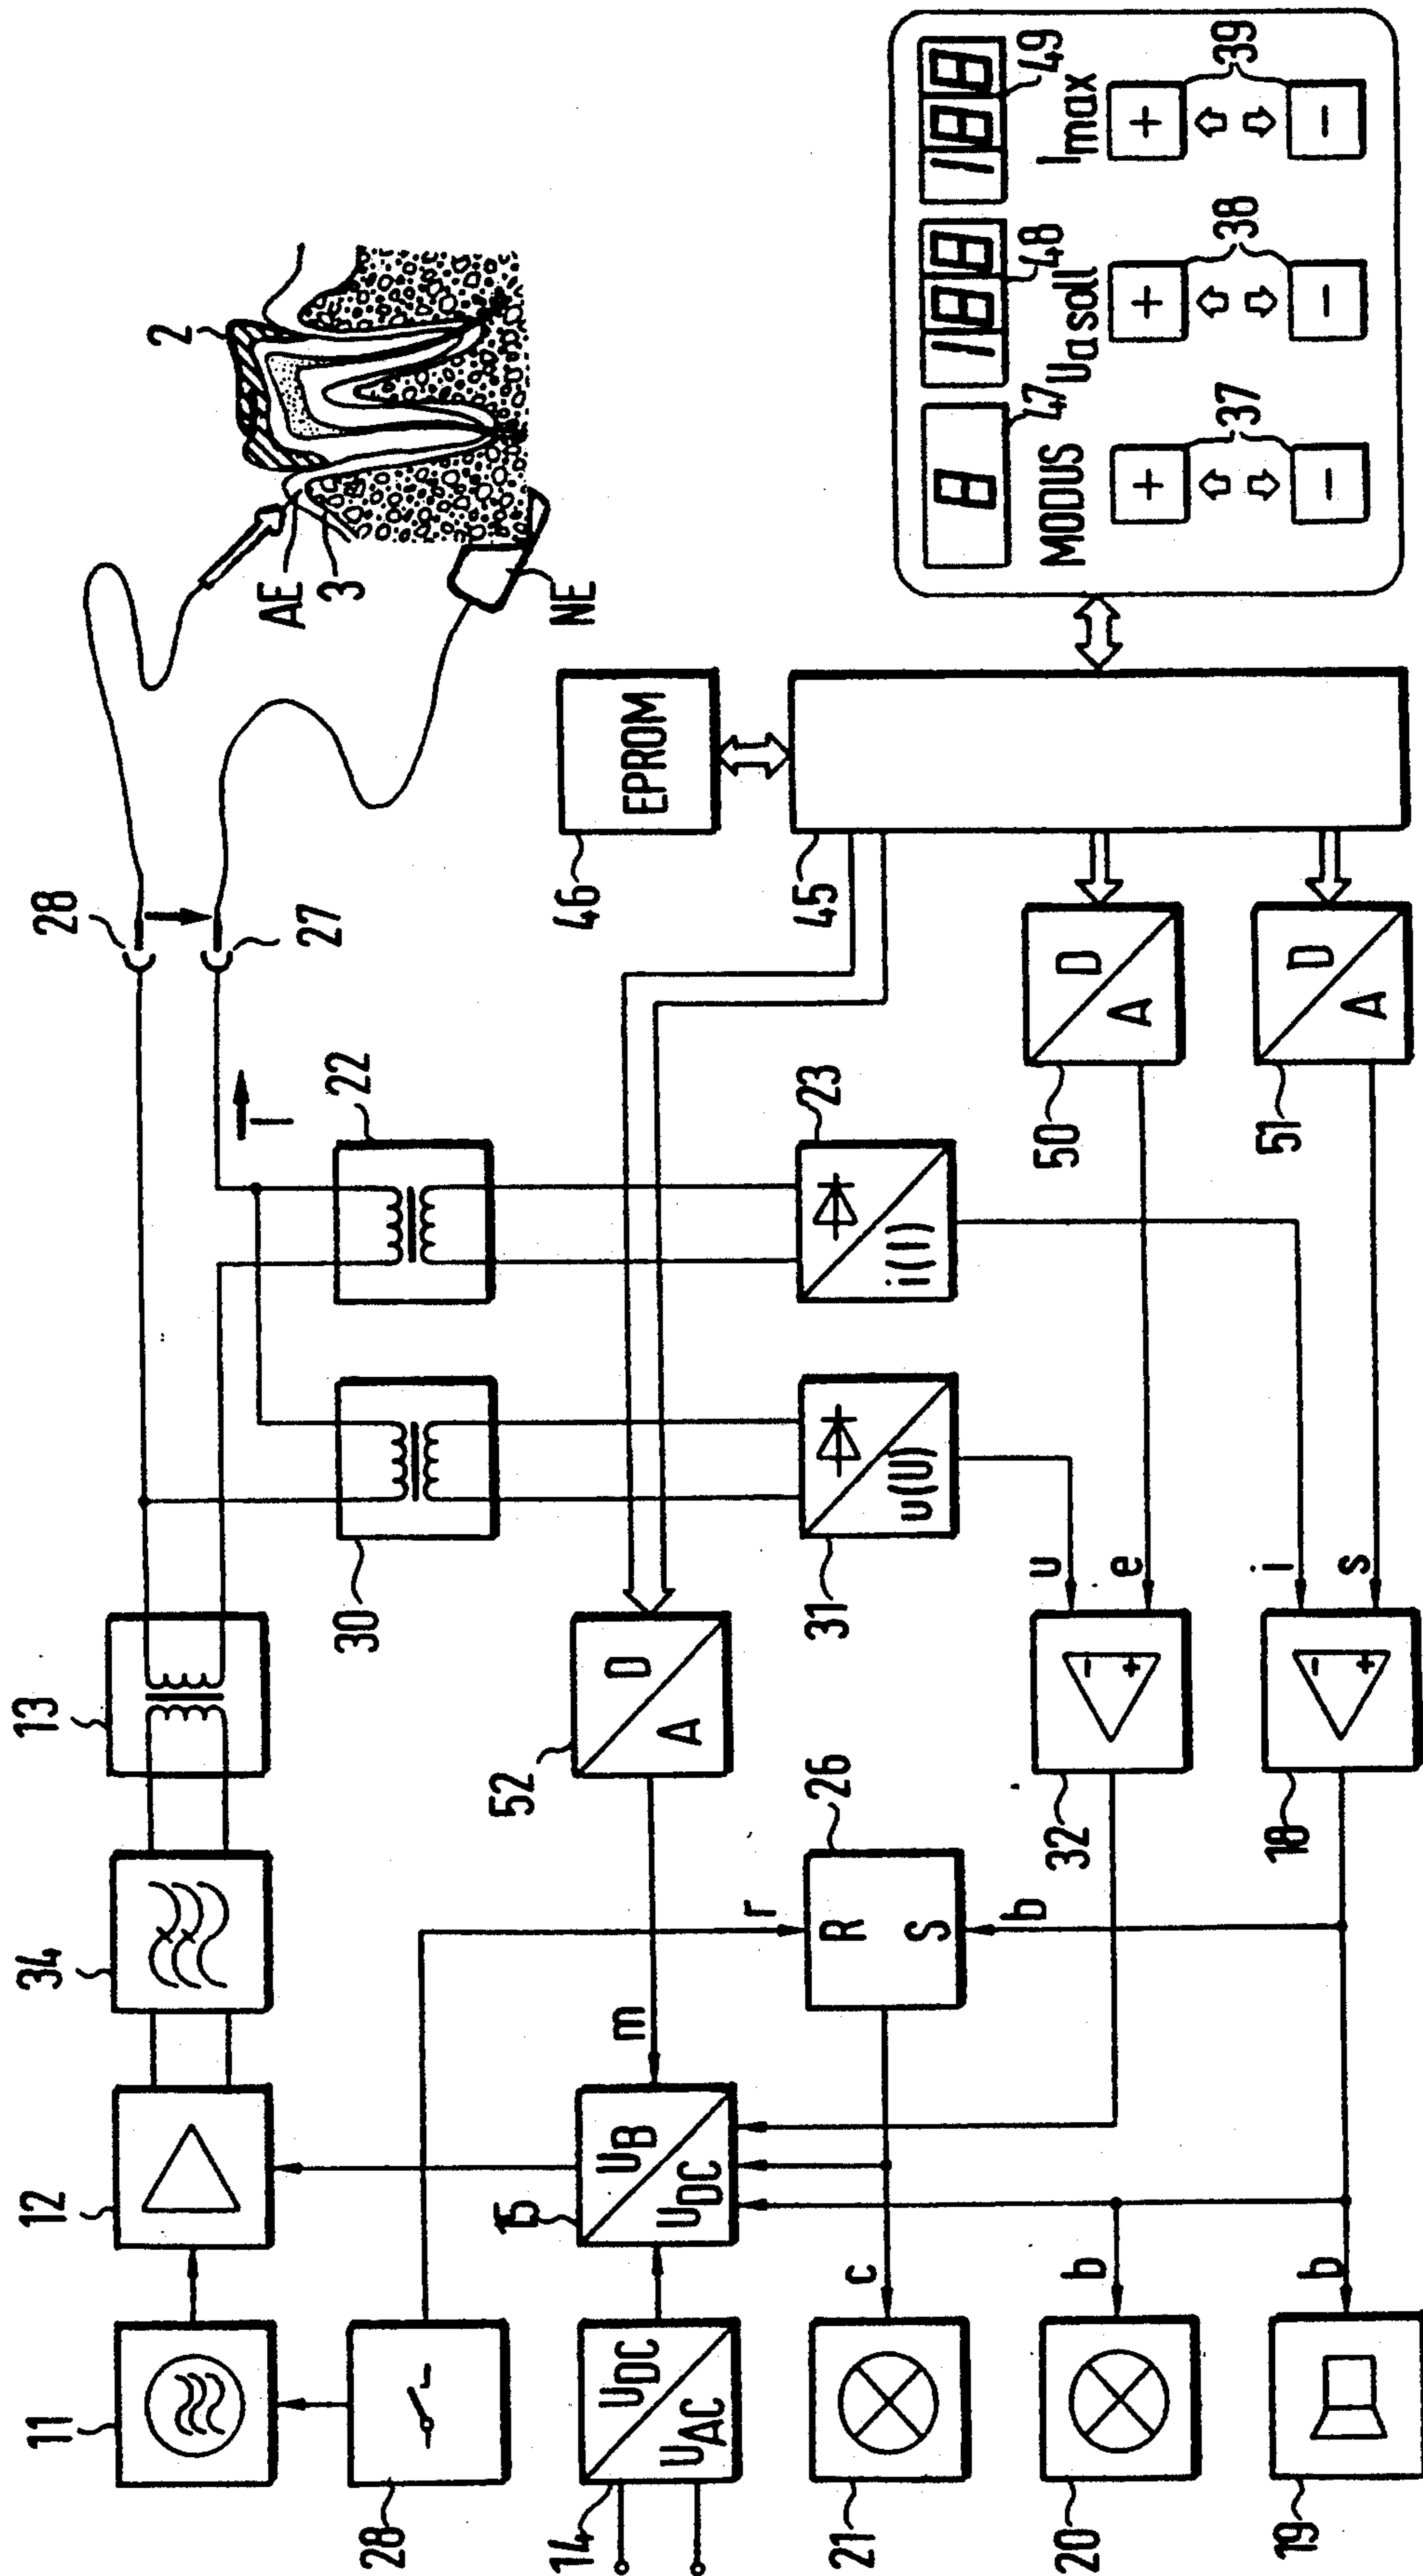 11
12
34
13
28
27
2
AE
3
NE
28
22
I
30
14
U_DC
U_AC
15
U_B
U_DC
m
52
D
A
46
EPROM
21
c
26
R
S
r
b
31
u(U)
23
i(I)
45
20
b
32
-
+
u
e
50
D
A
19
b
18
-
+
i
s
51
D
A
47
48
49
MODUS
U_a soll
I_max
+
+
+
37
38
39
-
-
-